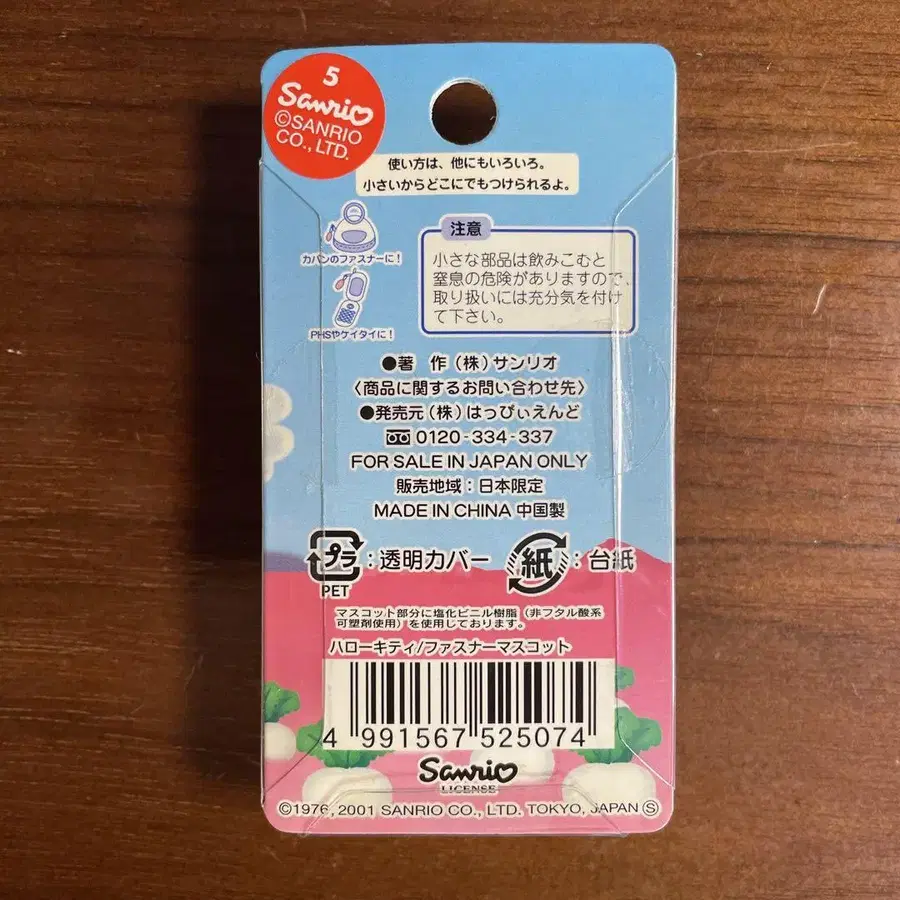 5
Sanrio
©SANRIO
CO., LTD.
使い方は、他にもいろいろ。
小さいからどこにでもつけられるよ。
カバンのファスナーに!
PHSやケイタイに!
注意
小さな部品は飲みこむと
窒息の危険がありますので、
取り扱いには充分気を付け
て下さい。
●著 作(株)サンリオ
〈商品に関するお問い合わせ先〉
●発売元(株)はっぴぃえんど
0120-334-337
FOR SALE IN JAPAN ONLY
販売地域:日本限定
MADE IN CHINA 中国製
プラ:透明カバー
PET
紙:台紙
マスコット部分に塩化ビニル樹脂(非フタル酸系
可塑剤使用)を使用しております。
ハローキティ/ファスナーマスコット
4 991567 525074
Sanrio
LICENSE
©1976, 2001 SANRIO CO., LTD. TOKYO, JAPAN Ⓢ